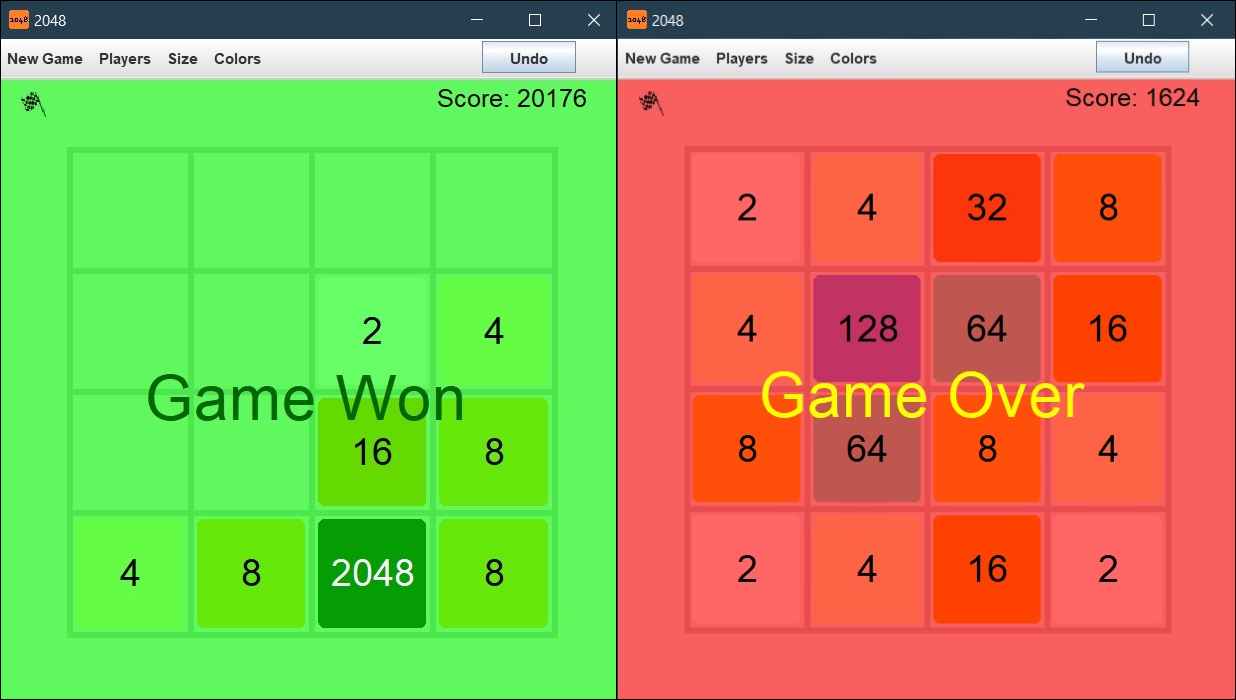 2048
New Game Players Size Colors Undo
Score: 20176
2 4
Game Won
16 8
4 8 2048 8
2048
New Game Players Size Colors Undo
Score: 1624
2 4 32 8
4 128 64 16
Game Over
8 64 8 4
2 4 16 2